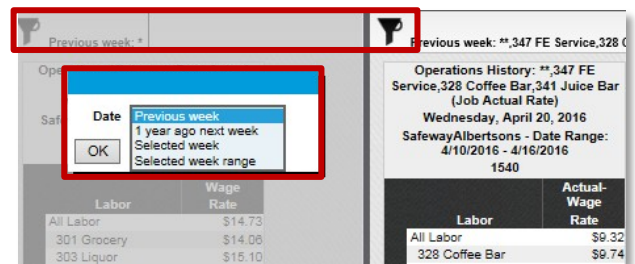 Previous week: *
Ope
Saf
Date
Previous week
1 year ago next week
Selected week
Selected week range
OK
Wage
Labor Rate
All Labor $14.73
301 Grocery $14.06
303 Liquor $15.10
Previous week: **,347 FE Service,328
Operations History: **,347 FE
Service,328 Coffee Bar,341 Juice Bar
(Job Actual Rate)
Wednesday, April 20, 2016
SafewayAlbertsons - Date Range:
4/10/2016 - 4/16/2016
1540
Actual-
Wage
Labor Rate
All Labor $9.32
328 Coffee Bar $9.74